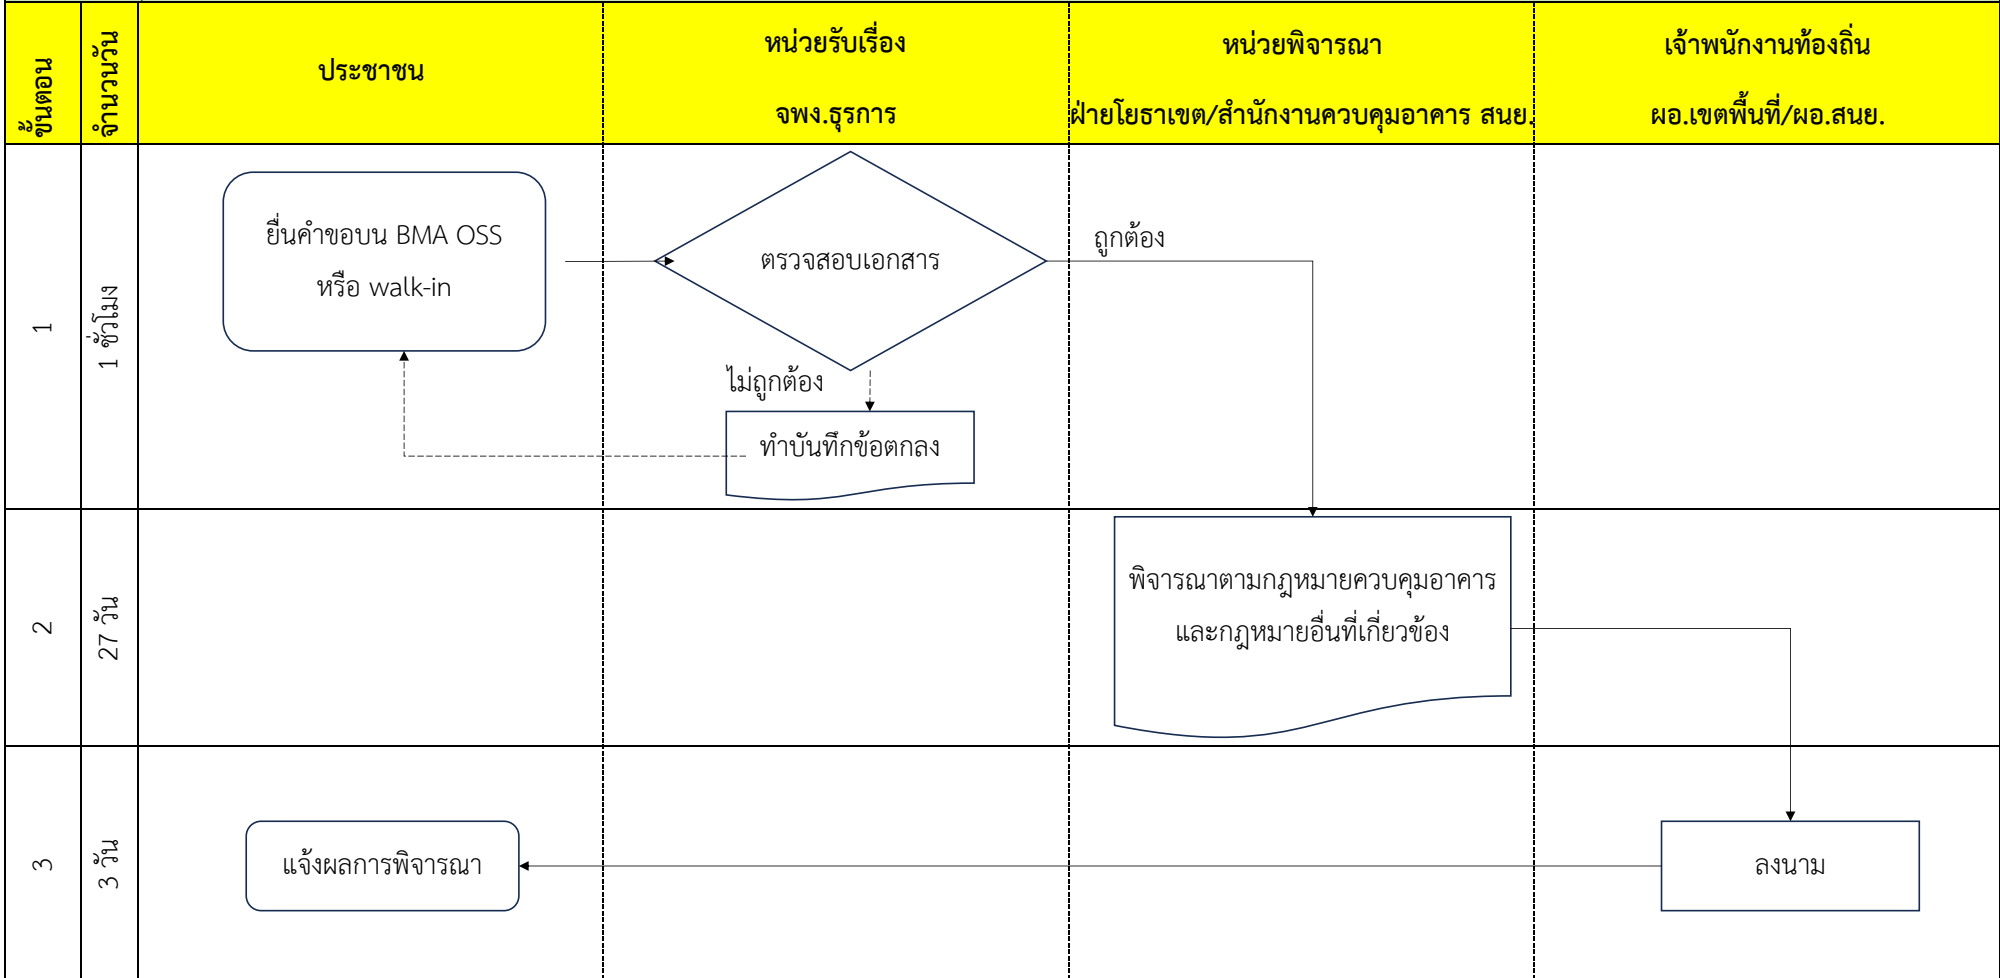 ขั้นตอน
จำนวนวัน
ประชาชน
หน่วยรับเรื่อง
จพง.ธุรการ
หน่วยพิจารณา
ฝ่ายโยธาเขต/สำนักงานควบคุมอาคาร สนย.
เจ้าพนักงานท้องถิ่น
ผอ.เขตพื้นที่/ผอ.สนย.
1
1 ชั่วโมง
ยื่นคำขอบน BMA OSS
หรือ walk-in
ตรวจสอบเอกสาร
ถูกต้อง
ไม่ถูกต้อง
ทำบันทึกข้อตกลง
2
27 วัน
พิจารณาตามกฎหมายควบคุมอาคาร
และกฎหมายอื่นที่เกี่ยวข้อง
3
3 วัน
แจ้งผลการพิจารณา
ลงนาม